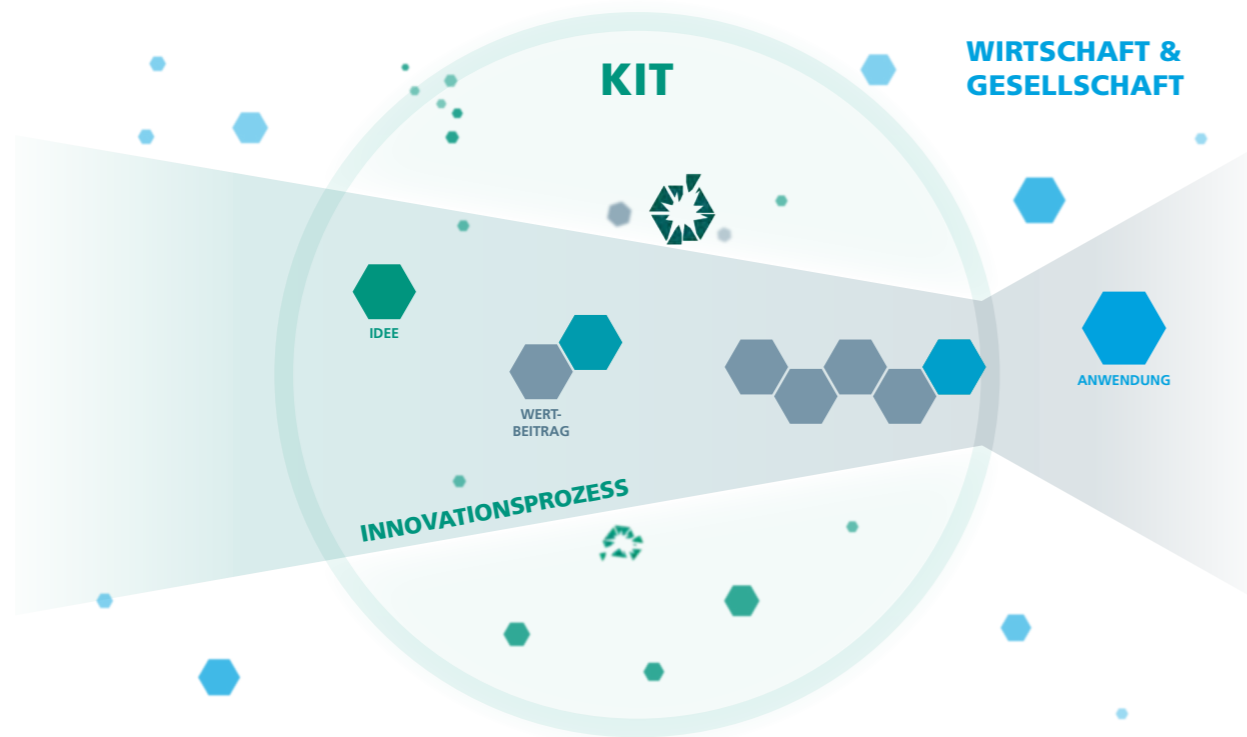 KIT
WIRTSCHAFT &
GESELLSCHAFT
IDEE
WERT-
BEITRAG
ANWENDUNG
INNOVATIONSPROZESS